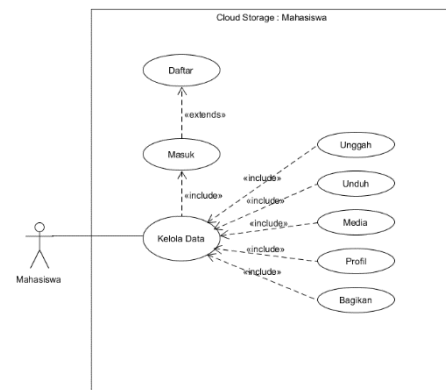 Cloud Storage : Mahasiswa
Daftar
«extends»
Masuk
«include»
Kelola Data
Mahasiswa
Unggah
«include»
Unduh
«include»
Media
«include»
Profil
«include»
Bagikan
«include»